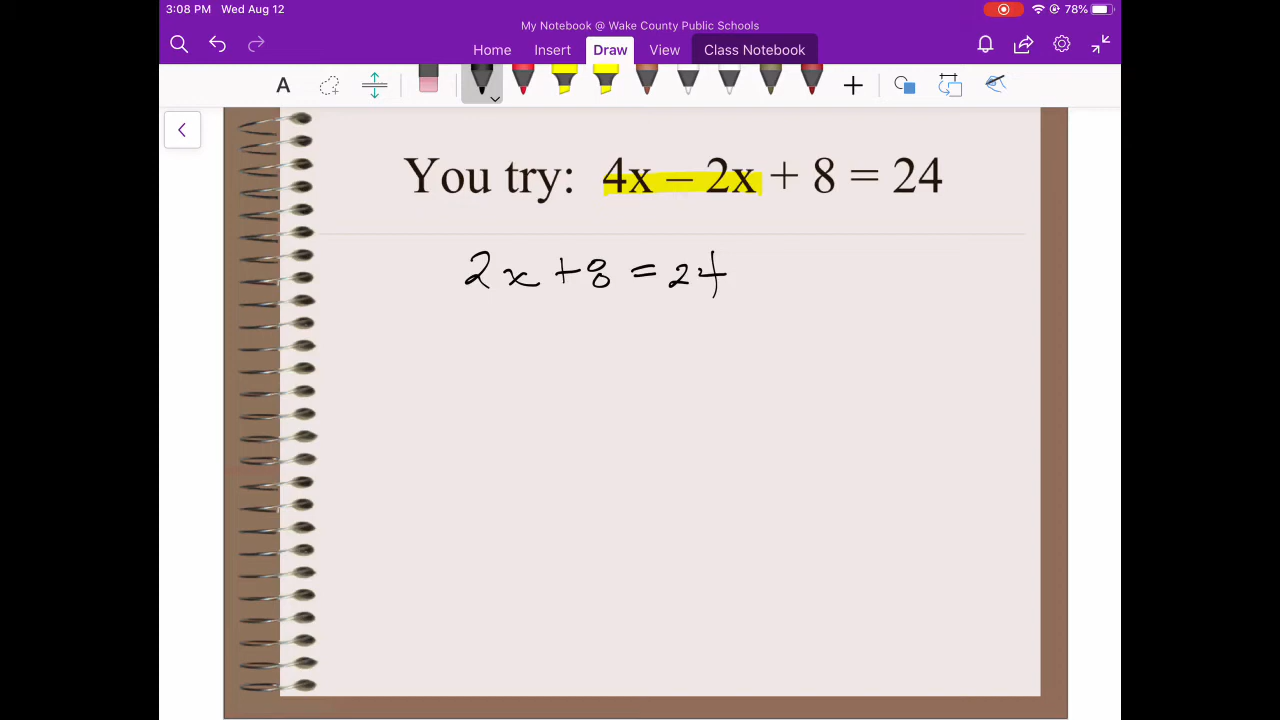 3:08 PM Wed Aug 12
78%
My Notebook @ Wake County Public Schools
Home Insert Draw View Class Notebook
A
You try: 4x – 2x + 8 = 24
2x + 8 = 24